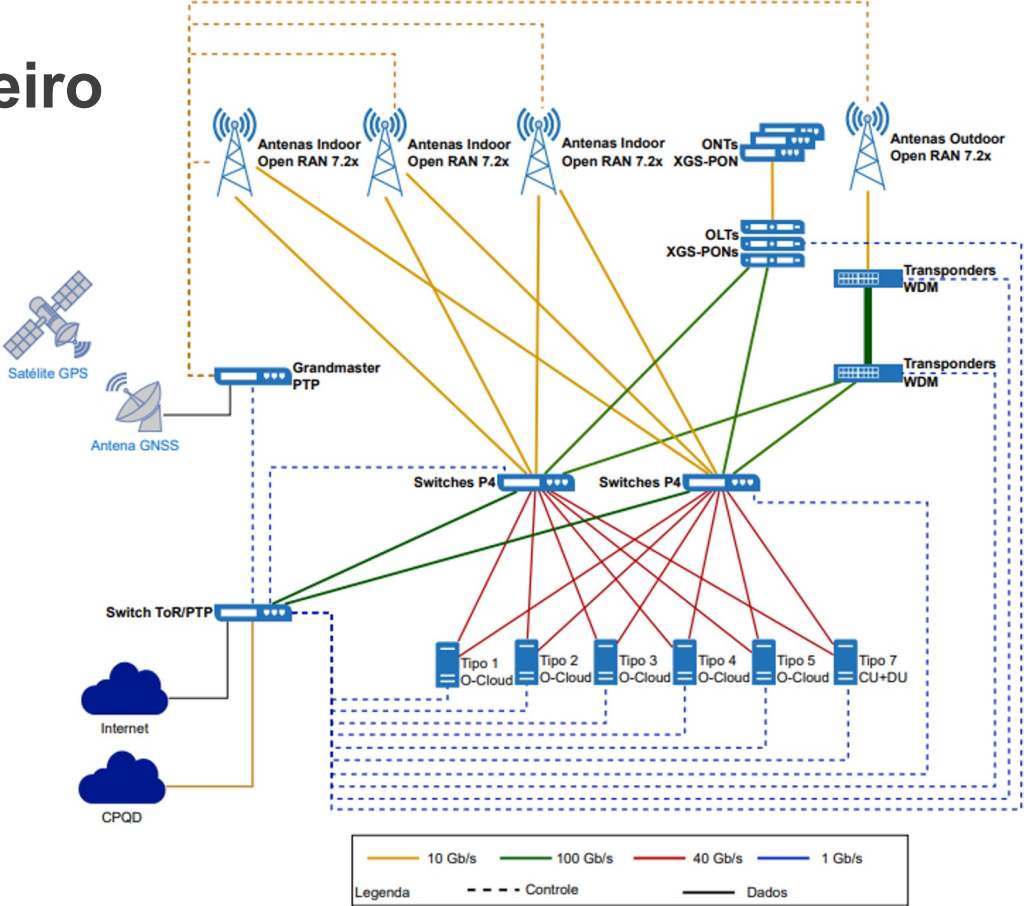 eiro
Antenas Indoor
Open RAN 7.2x
Antenas Indoor
Open RAN 7.2x
Antenas Indoor
Open RAN 7.2x
ONTs
XGS-PON
Antenas Outdoor
Open RAN 7.2x
OLTs
XGS-PONs
Transponders
WDM
Satélite GPS
Grandmaster
PTP
Transponders
WDM
Antena GNSS
Switches P4
Switches P4
Switch ToR/PTP
Tipo 1
O-Cloud
Tipo 2
O-Cloud
Tipo 3
O-Cloud
Tipo 4
O-Cloud
Tipo 5
O-Cloud
Tipo 7
CU+DU
Internet
CPQD
10 Gb/s
100 Gb/s
40 Gb/s
1 Gb/s
Legenda
Controle
Dados